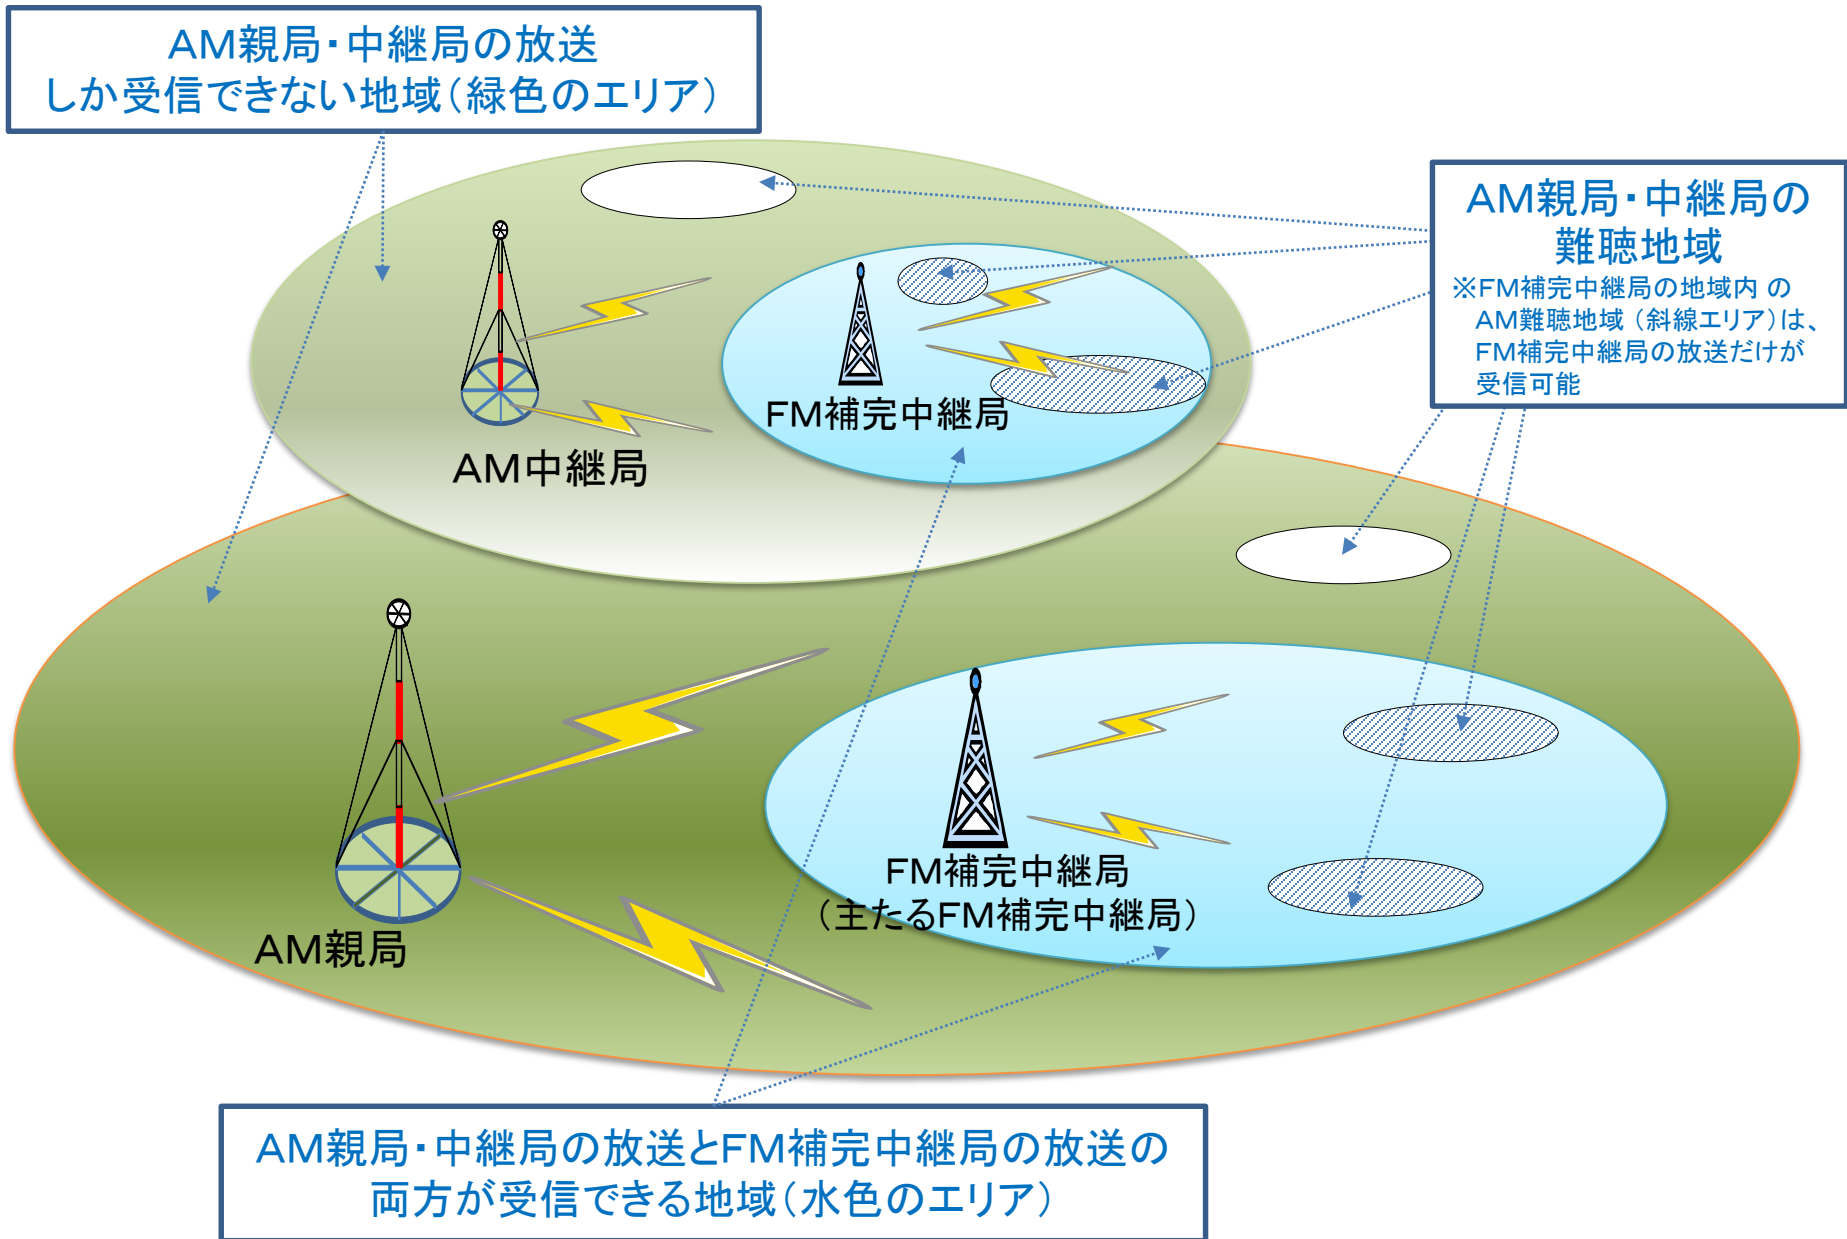 AM親局・中継局の放送
しか受信できない地域(緑色のエリア)
AM親局・中継局の
難聴地域
※FM補完中継局の地域内 の
AM難聴地域 (斜線エリア)は、
FM補完中継局の放送だけが
受信可能
FM補完中継局
AM中継局
FM補完中継局
(主たるFM補完中継局)
AM親局
AM親局・中継局の放送とFM補完中継局の放送の
両方が受信できる地域(水色のエリア)